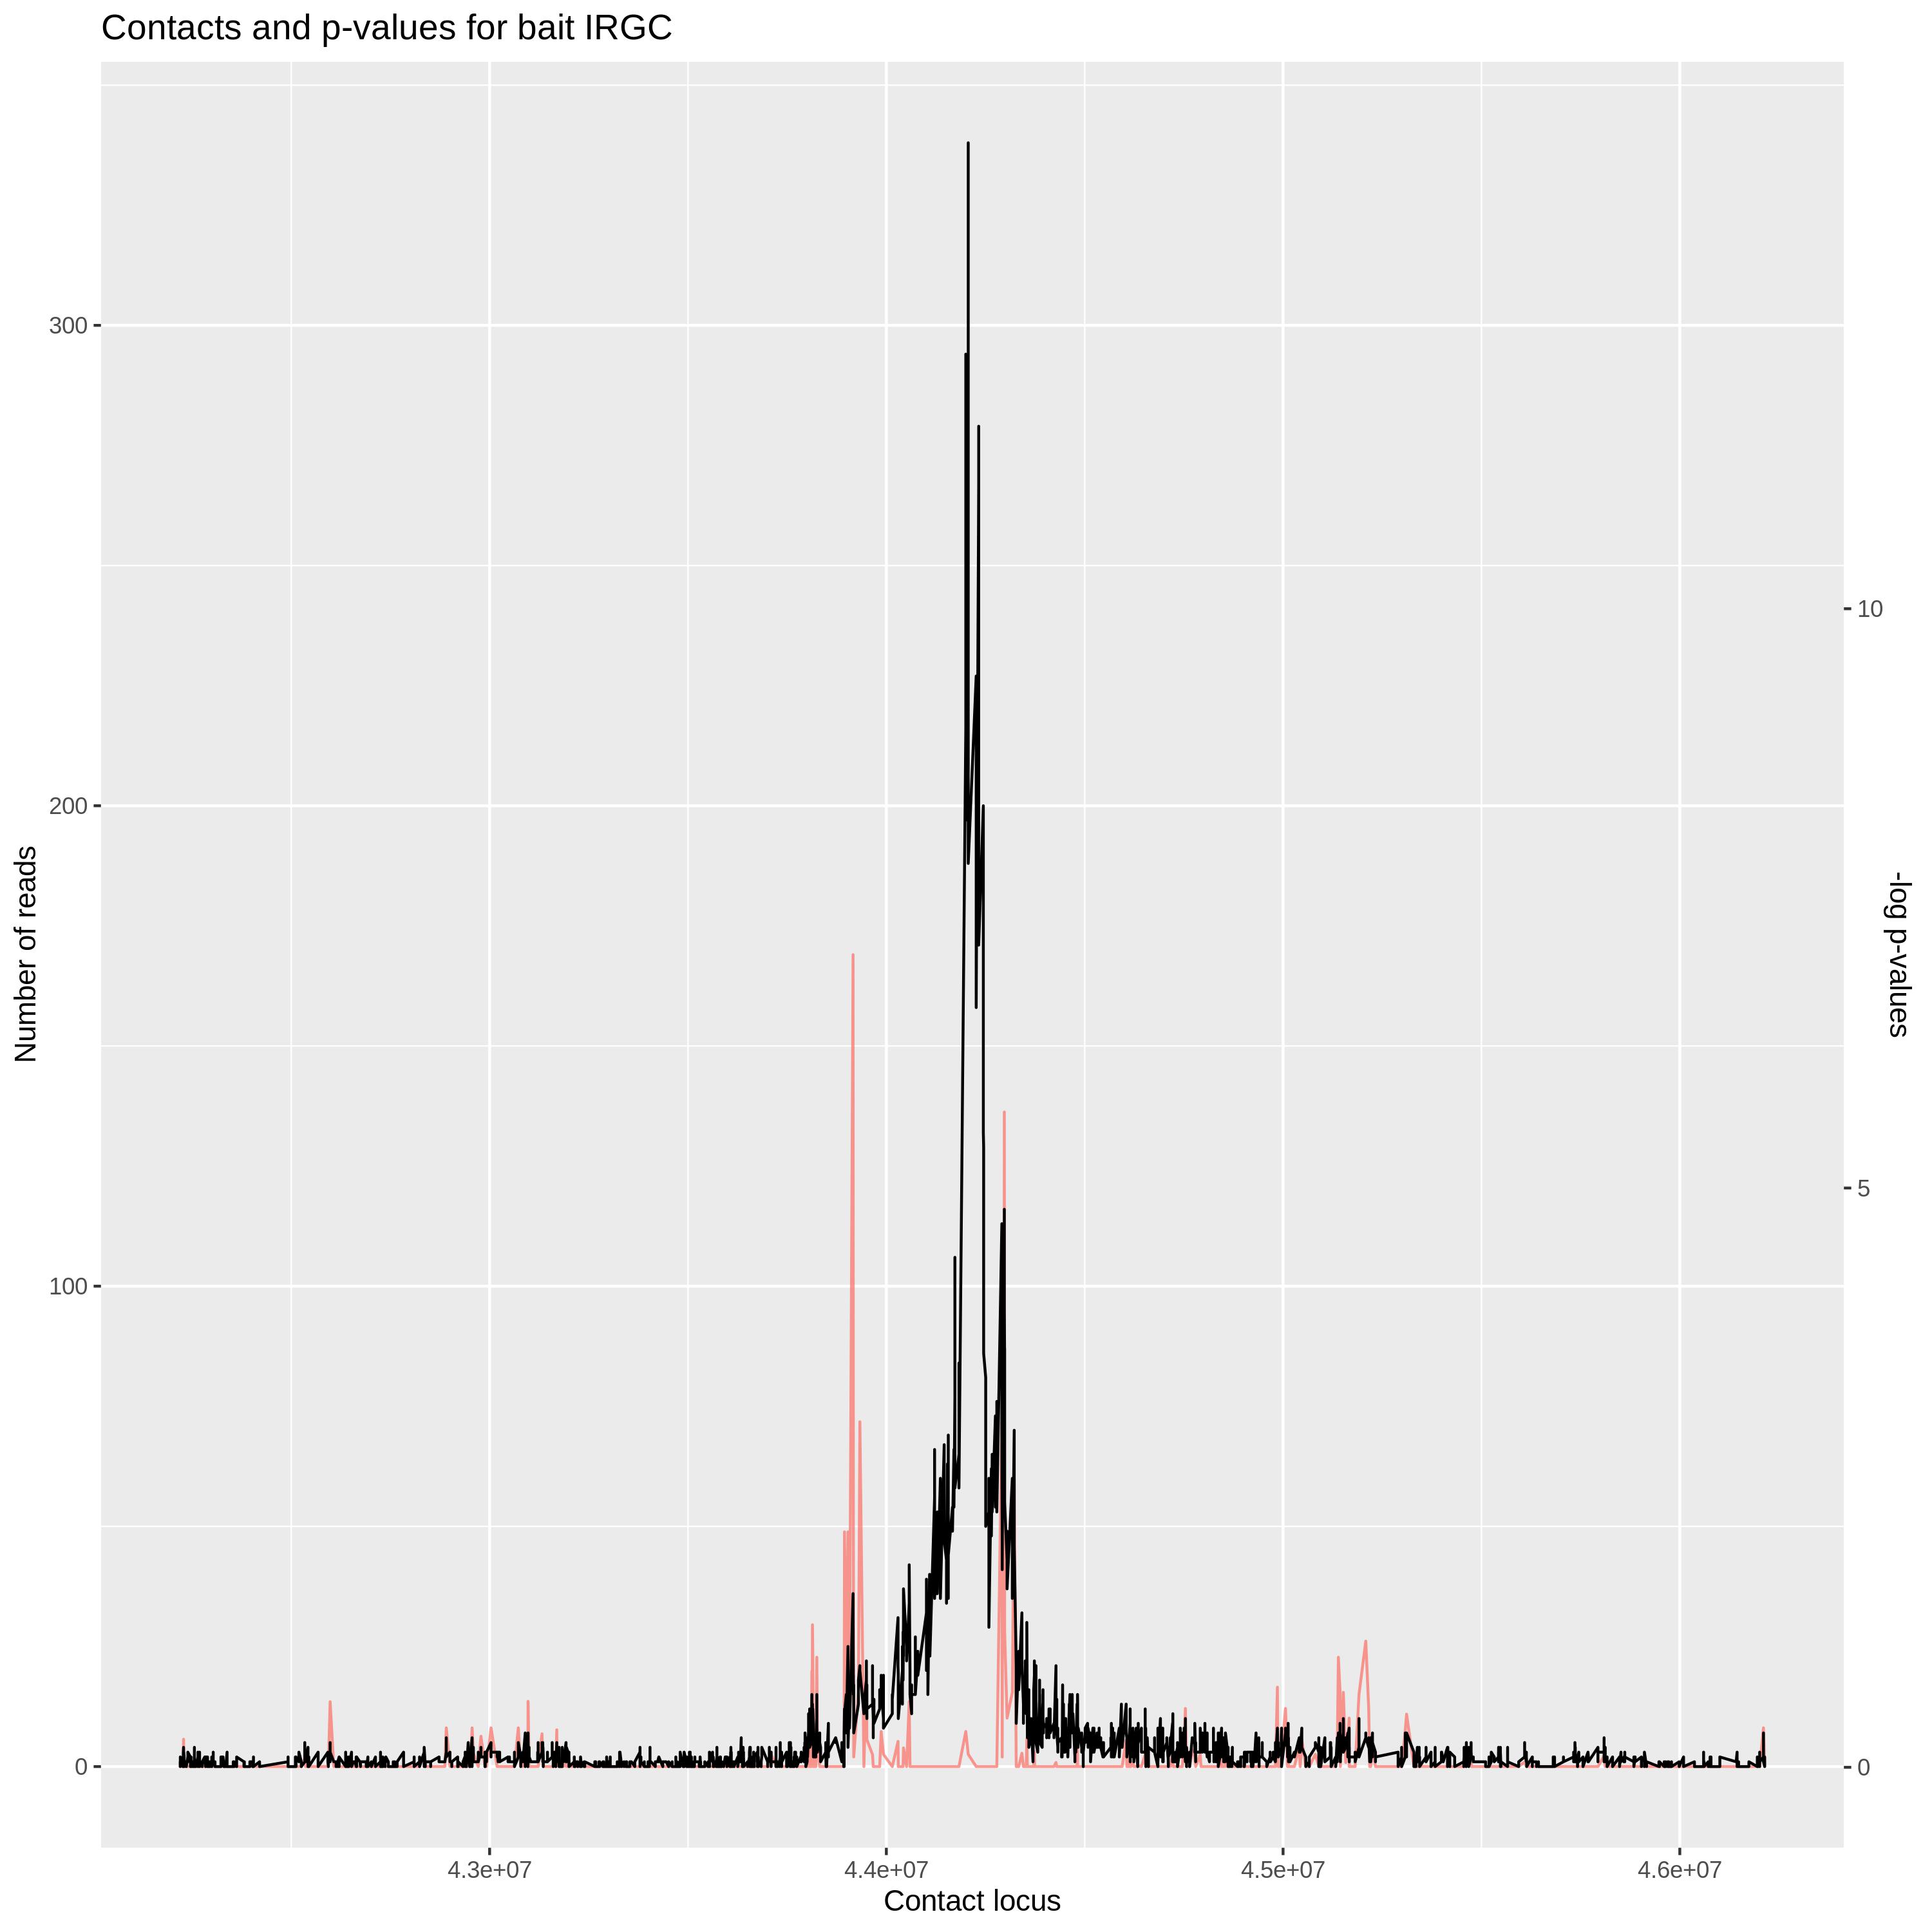 Contacts and p-values for bait IRGC
Number of reads
300
200
100
0
10
5
0
-log p-values
4.3e+07
4.4e+07
4.5e+07
4.6e+07
Contact locus